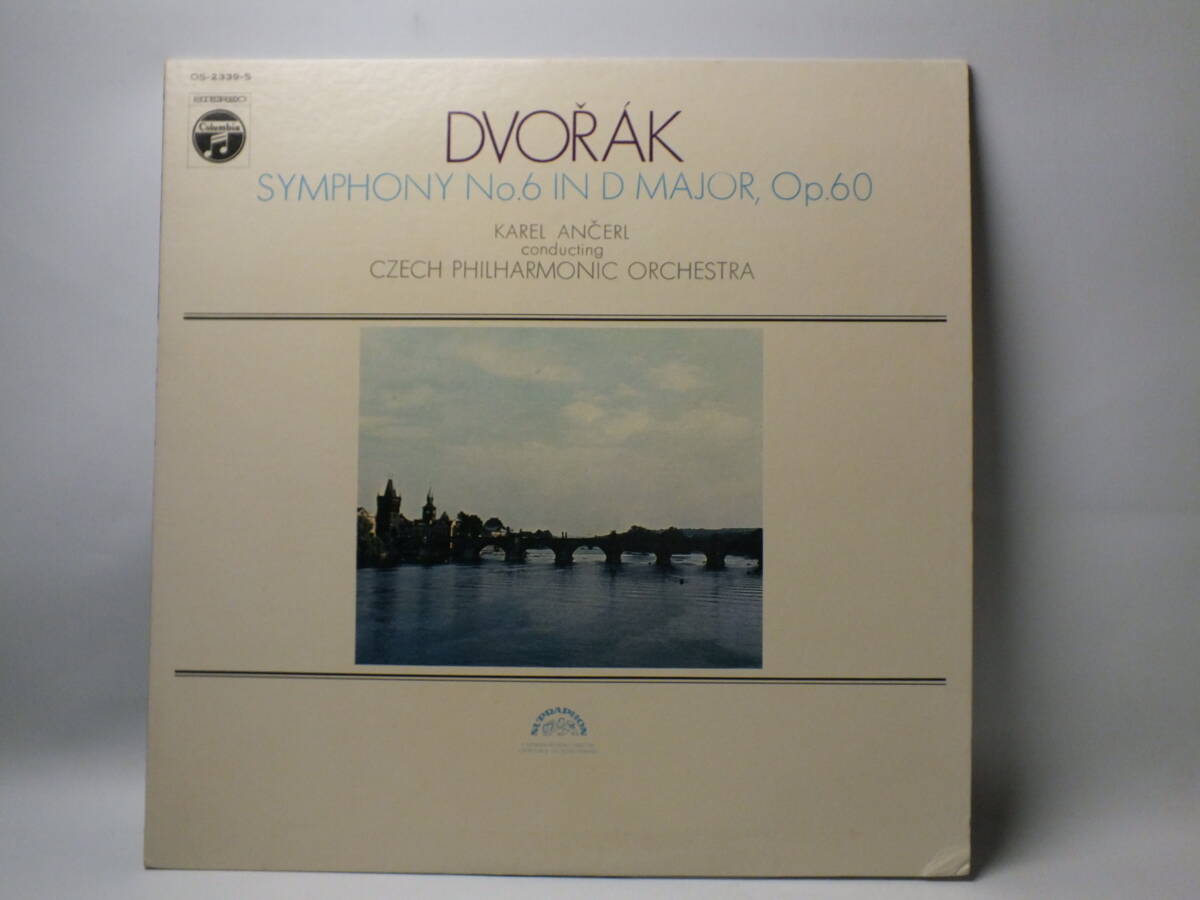 OS-2339-S
STEREO
Columbia
DVOŘÁK
SYMPHONY No.6 IN D MAJOR, Op.60
KAREL ANČERL
conducting
CZECH PHILHARMONIC ORCHESTRA
SUPRAPHON